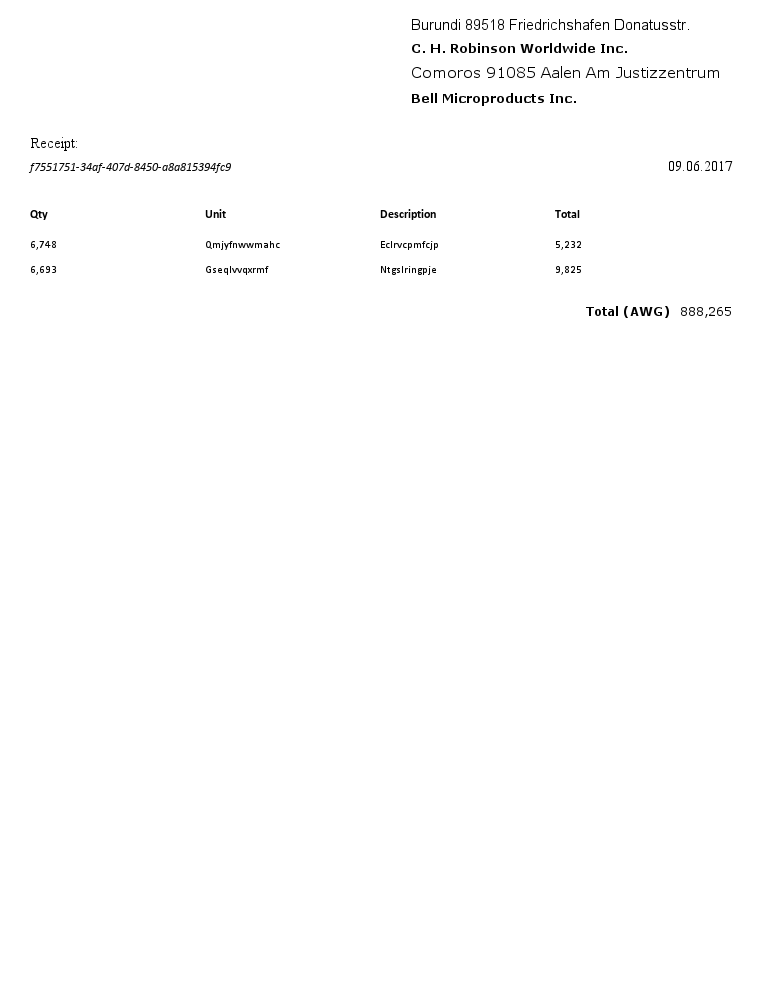 Burundi 89518 Friedrichshafen Donatusstr.
C. H. Robinson Worldwide Inc.
Comoros 91085 Aalen Am Justizzentrum
Bell Microproducts Inc.
Receipt:
f7551751-34af-407d-8450-a8a815394fc9 09.06.2017
Qty Unit Description Total
6,748 Qmjyfnwwmahc Eclrvcpmfcjp 5,232
6,693 Gseqlvvqxrmf Ntgslringpje 9,825
Total (AWG) 888,265